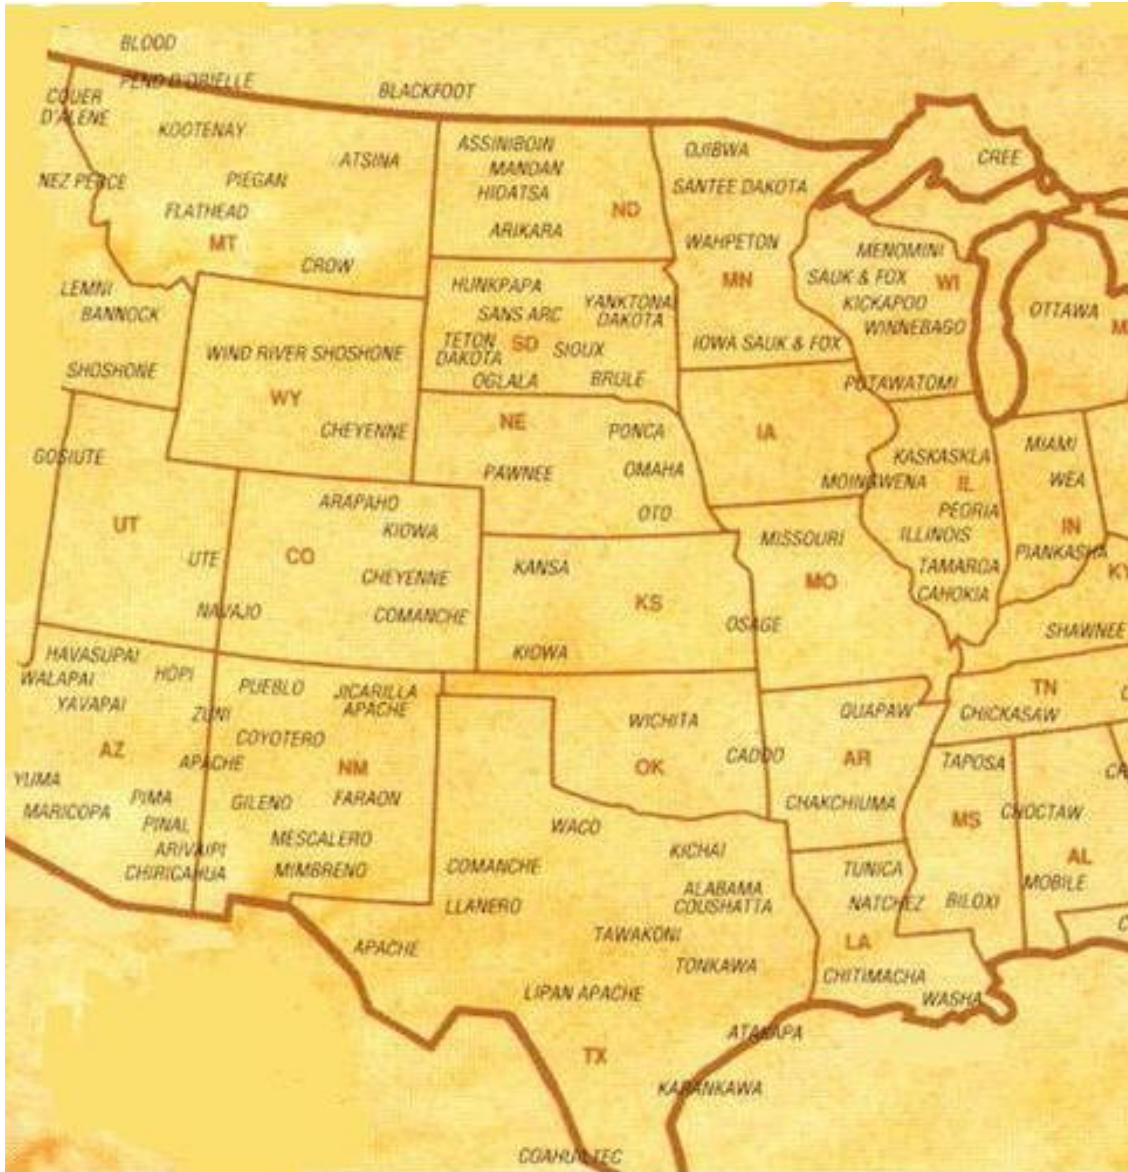 BLOOD
PEND D'ORIELLE
BLACKFOOT
COUER
D'ALENE
KOOTENAY
ATSINA
NEZ PERCE
PIEGAN
FLATHEAD
MT
CROW
ASSINIBOIN
MANDAN
HIDATSA
ND
ARIKARA
OJIBWA
SANTEE DAKOTA
WAHPETON
MN
IOWA SAUK & FOX
CREE
MENOMINI
SAUK & FOX
WI
KICKAPOO
WINNEBAGO
POTAWATOMI
OTTAWA
M
LEMNI
BANNOCK
SHOSHONE
WIND RIVER SHOSHONE
WY
CHEYENNE
HUNKPAPA
SANS ARC
YANKTONAI
DAKOTA
TETON
DAKOTA
SD
SIOUX
OGLALA
BRULE
NE
PONCA
PAWNEE
OMAHA
OTO
IA
MOINGWENA
KASKASKLA
IL
PEORIA
ILLINOIS
TAMAROA
CAHOKIA
MIAMI
WEA
IN
PIANKASHA
KY
SHAWNEE
GOSIUTE
UT
UTE
NAVAJO
ARAPAHO
KIOWA
CO
CHEYENNE
COMANCHE
KANSA
KS
KIOWA
MISSOURI
MO
OSAGE
HAVASUPAI
WALAPAI
HOPI
YAVAPAI
ZUNI
AZ
APACHE
YUMA
MARICOPA
PIMA
PINAL
ARIVAIPI
CHIRICAHUA
PUEBLO
JICARILLA
APACHE
COYOTERO
NM
GILENO
FARAON
MESCALERO
MIMBRENO
WICHITA
OK
CADDO
QUAPAW
AR
CHAKCHIUMA
TN
CHICKASAW
C
TAPOSA
MS
CHOCTAW
CR
AL
MOBILE
BILOXI
C
TUNICA
NATCHEZ
LA
CHITIMACHA
WASHA
WACO
KICHAI
COMANCHE
LLANERO
ALABAMA
COUSHATTA
TAWAKONI
APACHE
TONKAWA
LIPAN APACHE
ATAKAPA
TX
KARANKAWA
COAHUILTEC